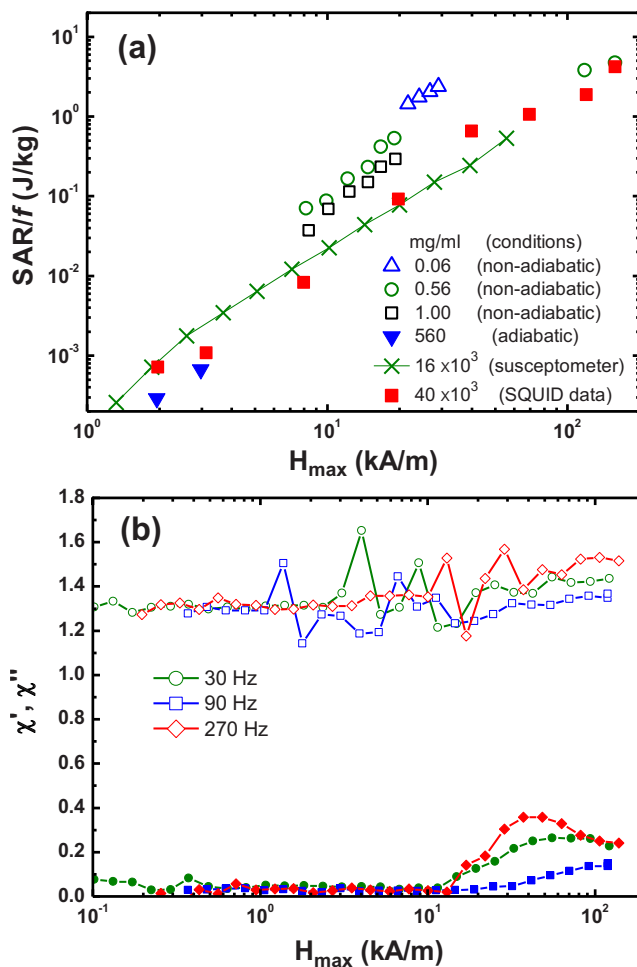 (a)
10¹
10⁰
10⁻¹
10⁻²
10⁻³
SAR/f (J/kg)
mg/ml (conditions)
0.06 (non-adiabatic)
0.56 (non-adiabatic)
1.00 (non-adiabatic)
560 (adiabatic)
16 x10³ (susceptometer)
40 x10³ (SQUID data)
10⁰ 10¹ 10²
Hmax (kA/m)
(b)
1.8
1.6
1.4
1.2
1.0
0.8
0.6
0.4
0.2
0.0
χ', χ''
30 Hz
90 Hz
270 Hz
10⁻¹ 10⁰ 10¹ 10²
Hmax (kA/m)